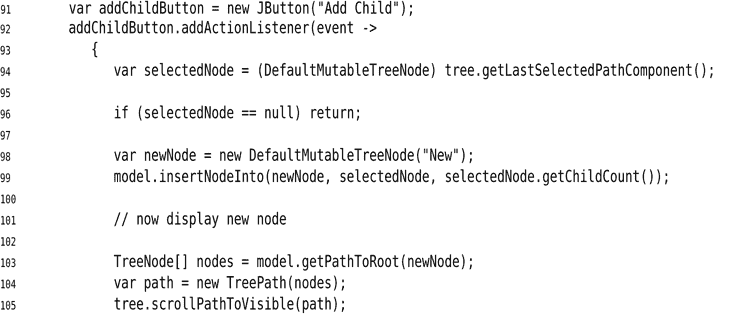 91 var addChildButton = new JButton("Add Child");
92 addChildButton.addActionListener(event ->
93 {
94 var selectedNode = (DefaultMutableTreeNode) tree.getLastSelectedPathComponent();
95
96 if (selectedNode == null) return;
97
98 var newNode = new DefaultMutableTreeNode("New");
99 model.insertNodeInto(newNode, selectedNode, selectedNode.getChildCount());
100
101 // now display new node
102
103 TreeNode[] nodes = model.getPathToRoot(newNode);
104 var path = new TreePath(nodes);
105 tree.scrollPathToVisible(path);